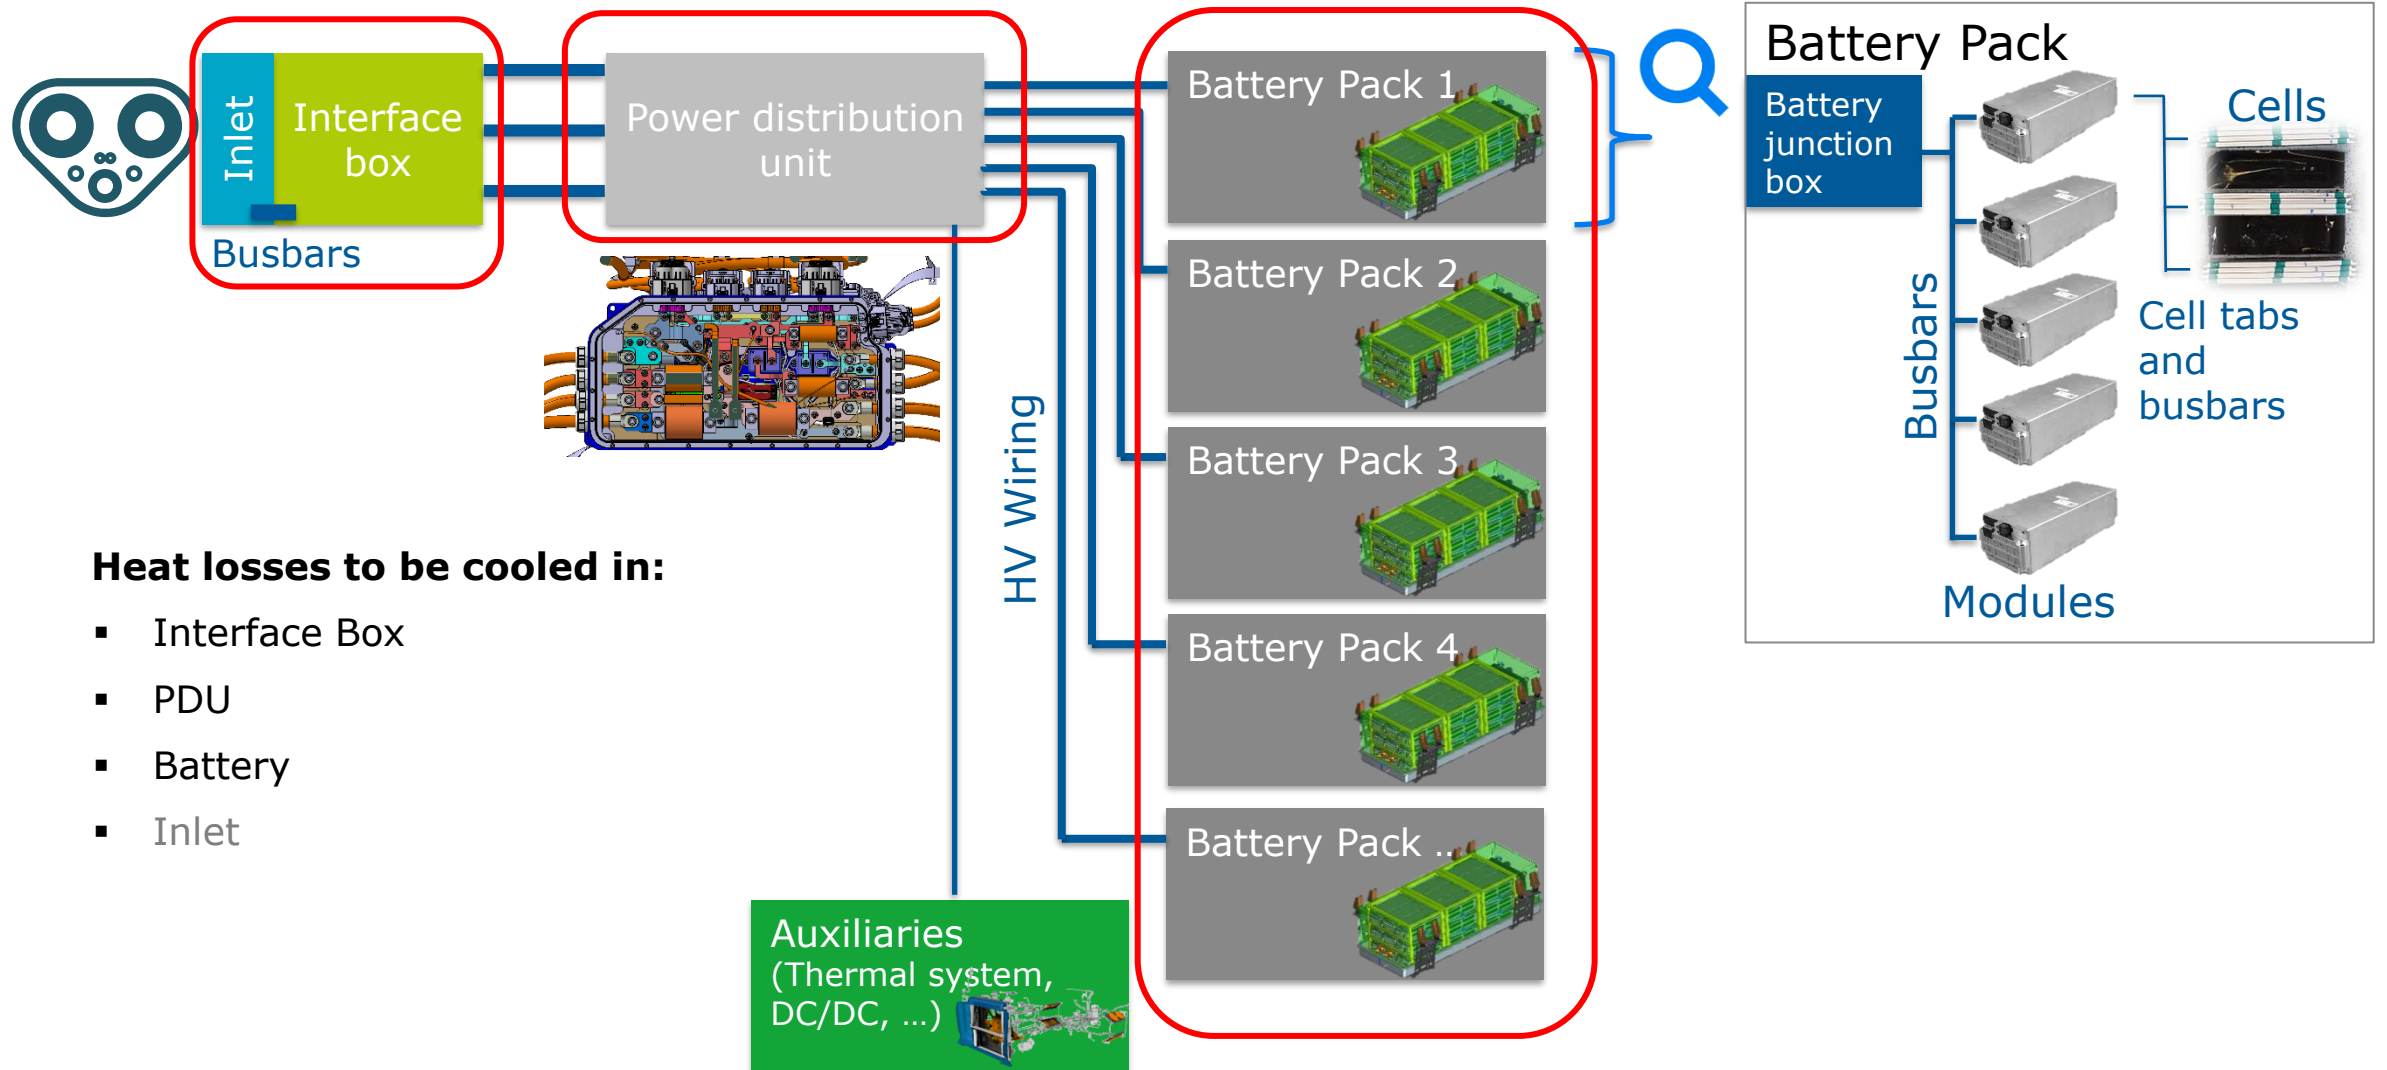 Inlet
Interface
box
Busbars
Power distribution
unit
HV Wiring
Battery Pack 1
Battery Pack 2
Battery Pack 3
Battery Pack 4
Battery Pack ...
Auxiliaries
(Thermal system,
DC/DC, ...)
Battery Pack
Battery
junction
box
Busbars
Cells
Cell tabs
and
busbars
Modules
Heat losses to be cooled in:
▪ Interface Box
▪ PDU
▪ Battery
▪ Inlet